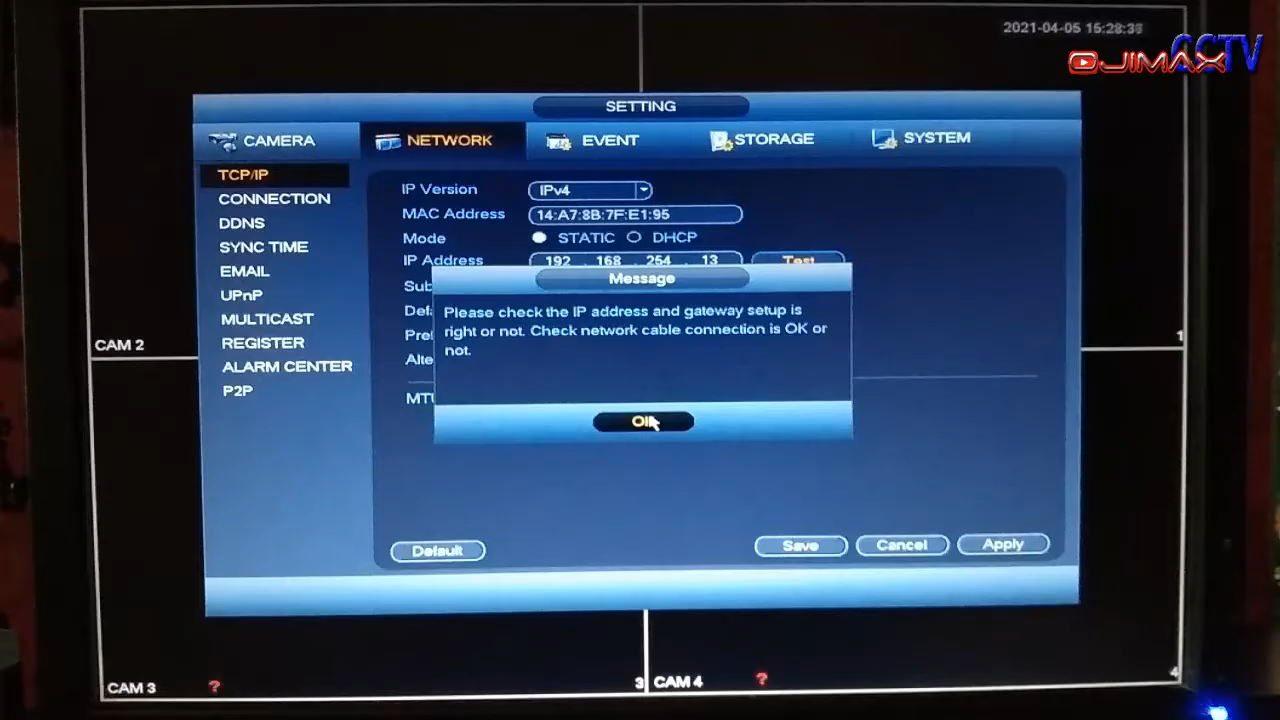 2021-04-05 15:28:38
CCTV
OJIMAX
SETTING
CAMERA
NETWORK
EVENT
STORAGE
SYSTEM
TCP/IP
CONNECTION
DDNS
SYNC TIME
EMAIL
UPnP
MULTICAST
REGISTER
ALARM CENTER
P2P
IP Version IPv4
MAC Address 14:A7:8B:7F:E1:95
Mode STATIC DHCP
IP Address 192 . 168 . 254 . 13 Test
Sub
Def
Pre
Alte
MTU
Message
Please check the IP address and gateway setup is
right or not. Check network cable connection is OK or
not.
OK
Default
Save
Cancel
Apply
CAM 2
1
CAM 3
?
3
CAM 4
?
4